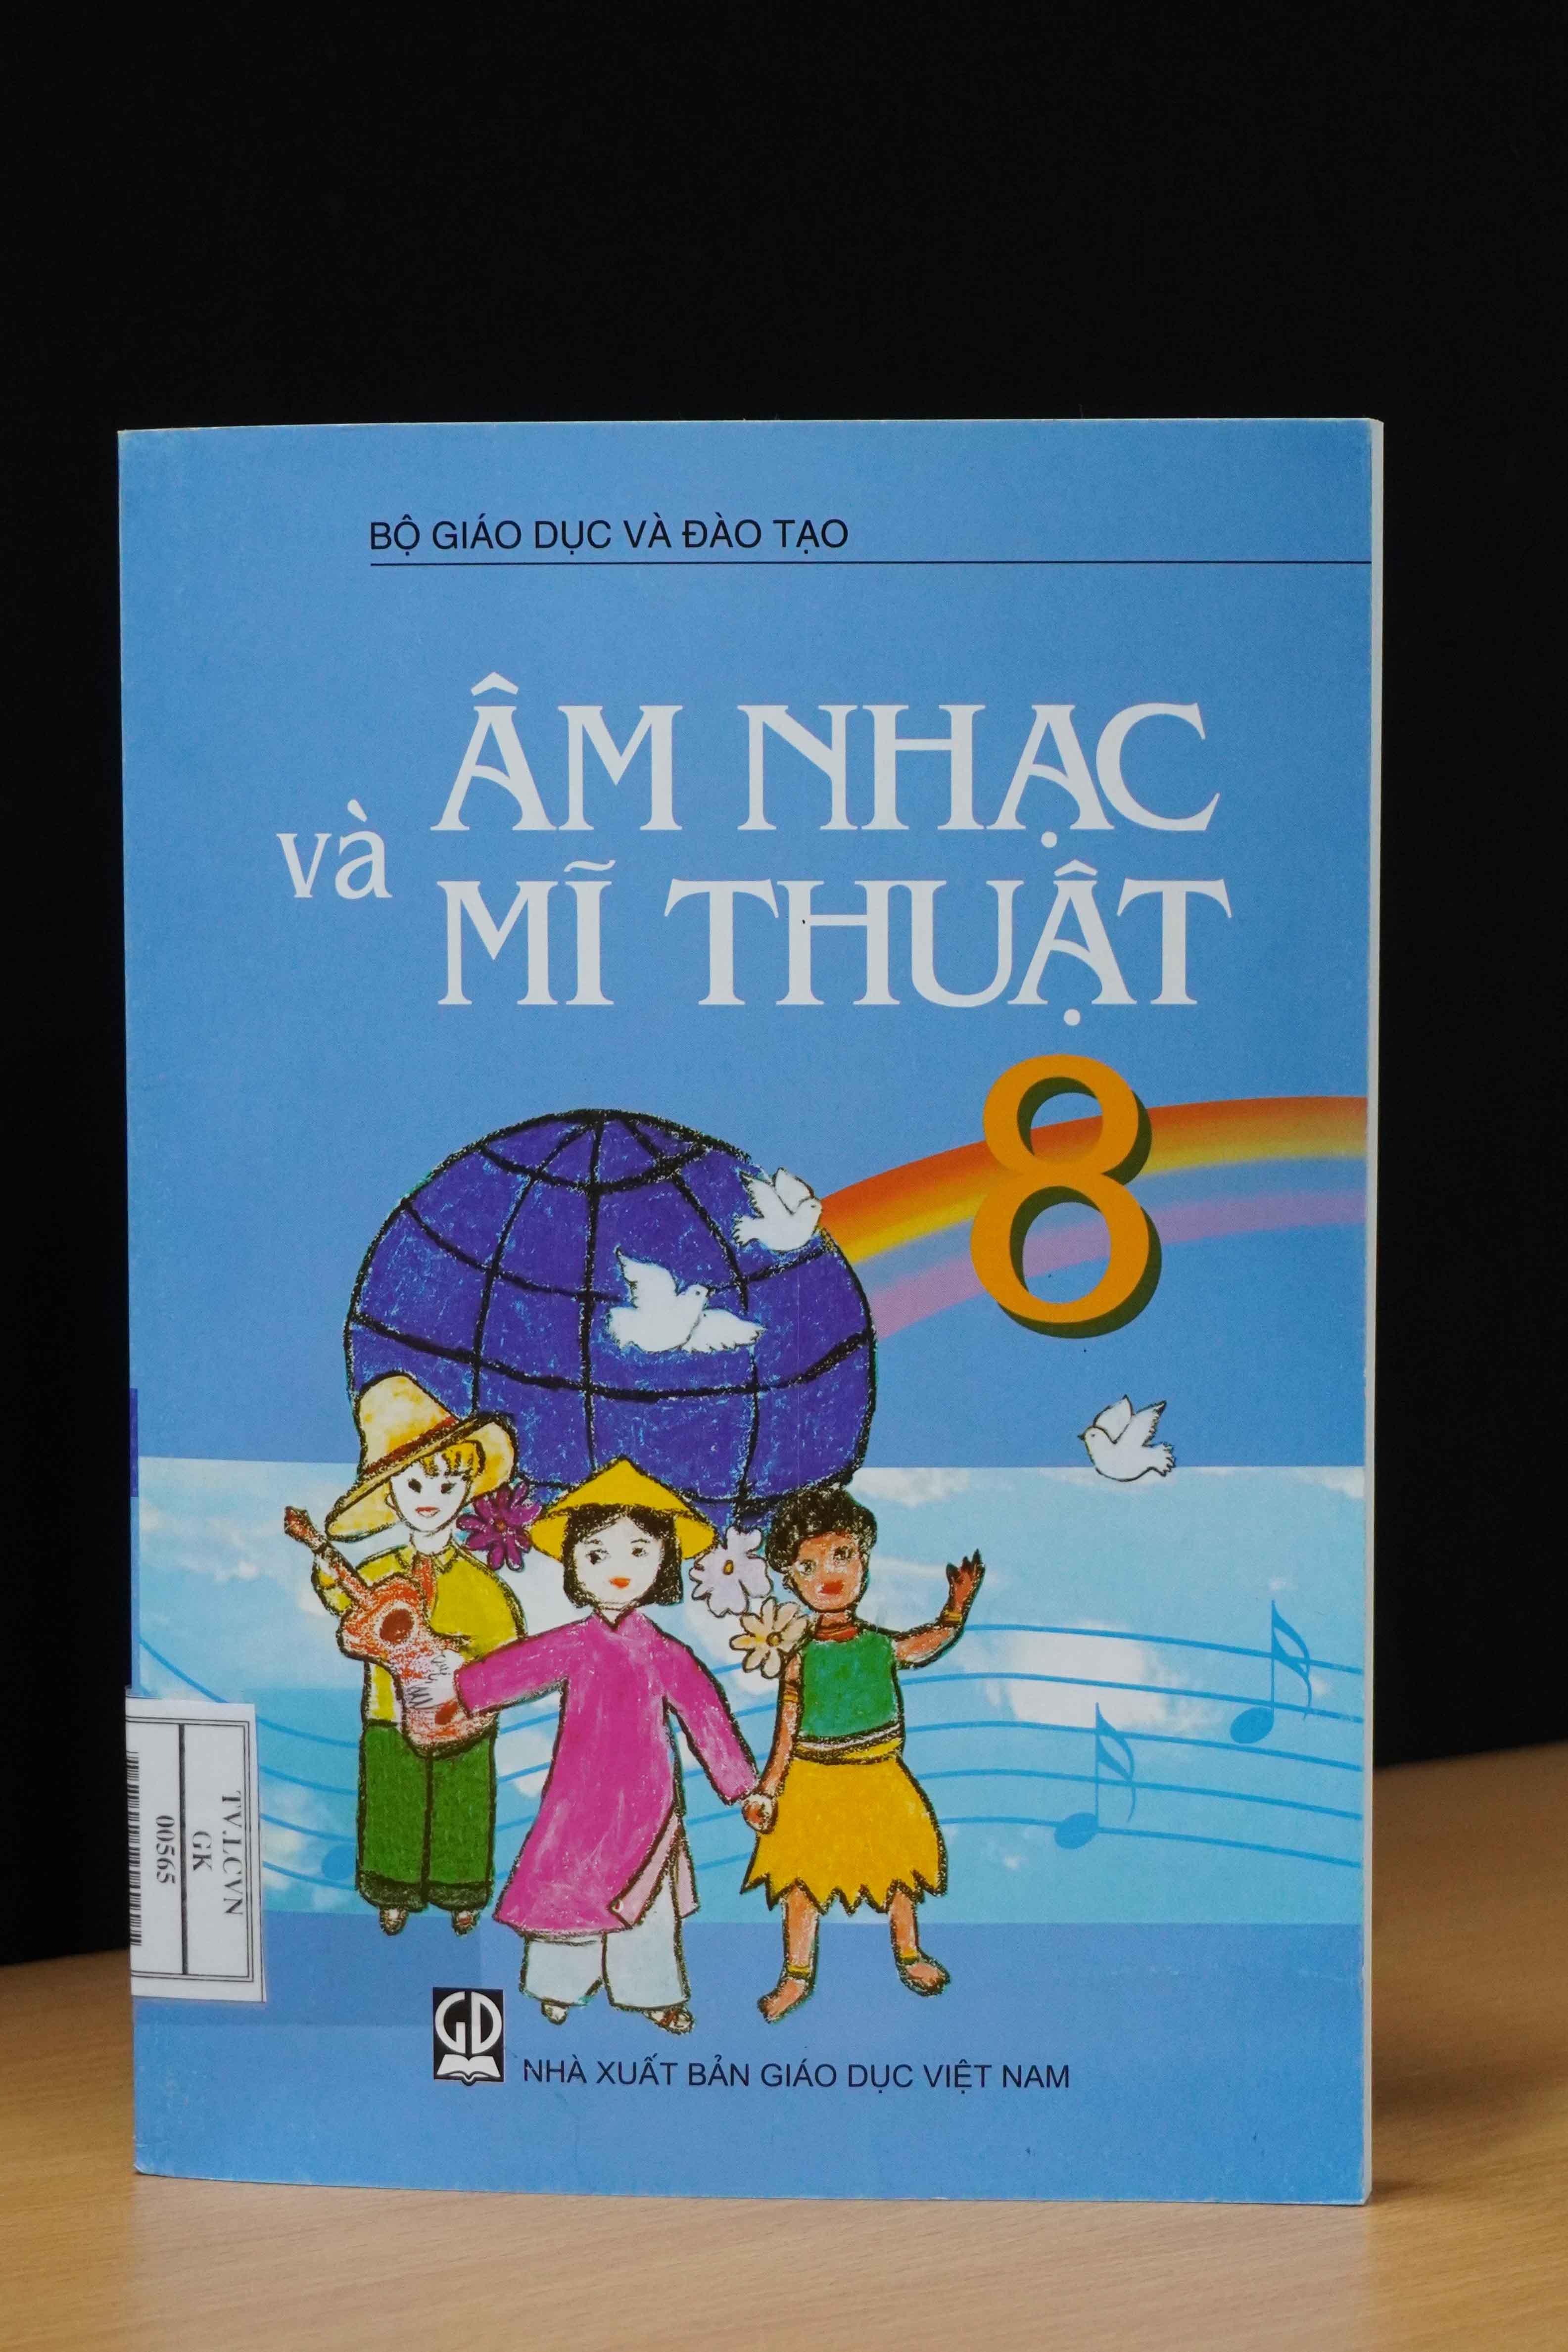 BỘ GIÁO DỤC VÀ ĐÀO TẠO
ÂM NHẠC
và
MĨ THUẬT
8
TV.LCVN
GK
00565
GD
NHÀ XUẤT BẢN GIÁO DỤC VIỆT NAM